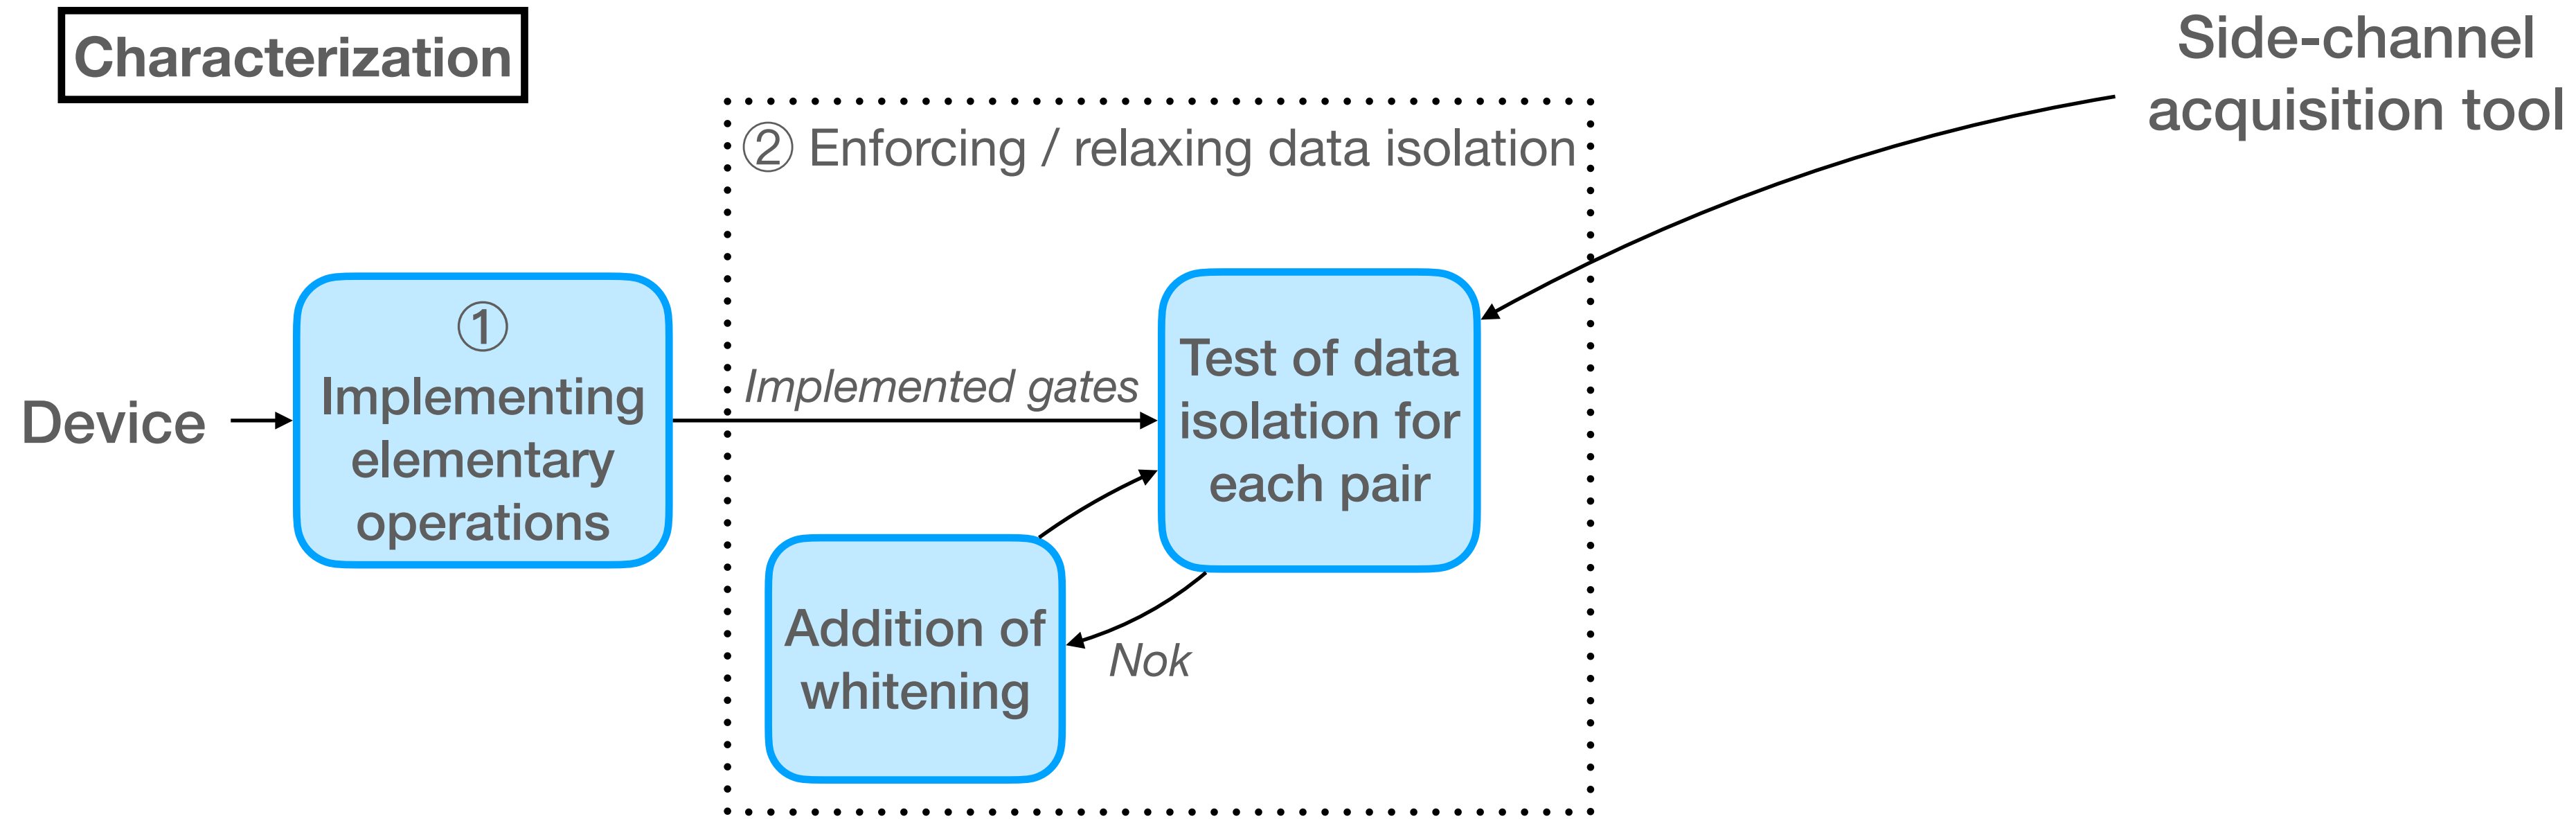 Characterization
Side-channel
acquisition tool
② Enforcing / relaxing data isolation
Device
①
Implementing
elementary
operations
Implemented gates
Test of data
isolation for
each pair
Addition of
whitening
Nok